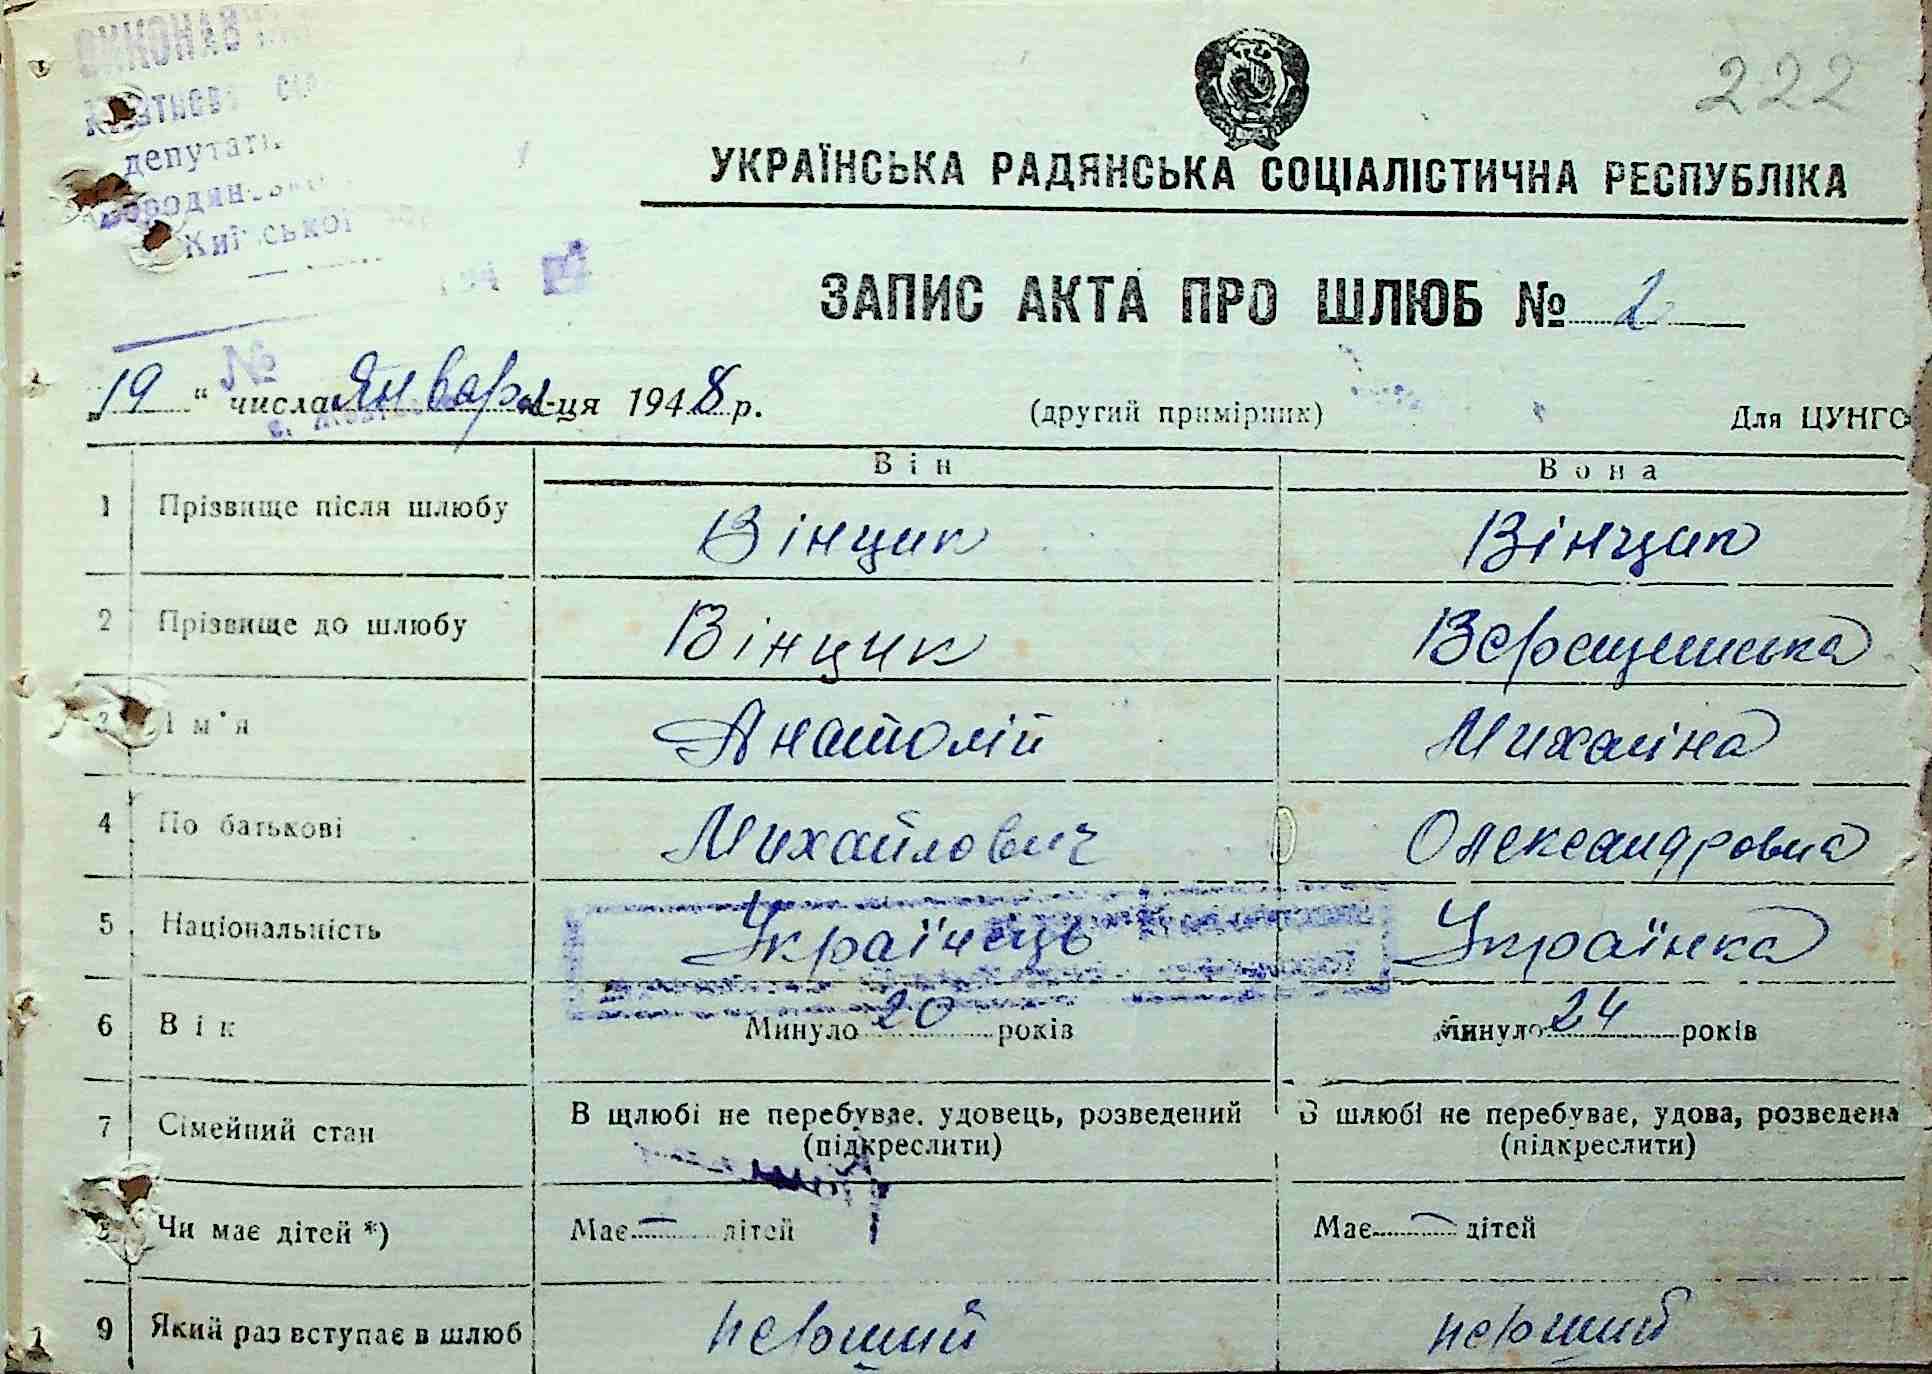 222
депутатів
Київської
УКРАЇНСЬКА РАДЯНСЬКА СОЦІАЛІСТИЧНА РЕСПУБЛІКА
ЗАПИС АКТА ПРО ШЛЮБ № 2
„19" числа Января м-ця 1948 р. (другий примірник) Для ЦУНГО
№
Він Вона
1 Прізвище після шлюбу Вінцик Вінцик
2 Прізвище до шлюбу Вінцик
3 Ім'я Анатолій Михаліна
4 По батькові Михайлович Олександровна
5 Національність Українець Українка
6 Вік Минуло 20 років Минуло 24 років
7 Сімейний стан В щлюбі не перебуває, удовець, розведений В шлюбі не перебуває, удова, розведена
(підкреслити) (підкреслити)
8 Чи має дітей *) Має — дітей Має — дітей
9 Який раз вступає в шлюб перший перший